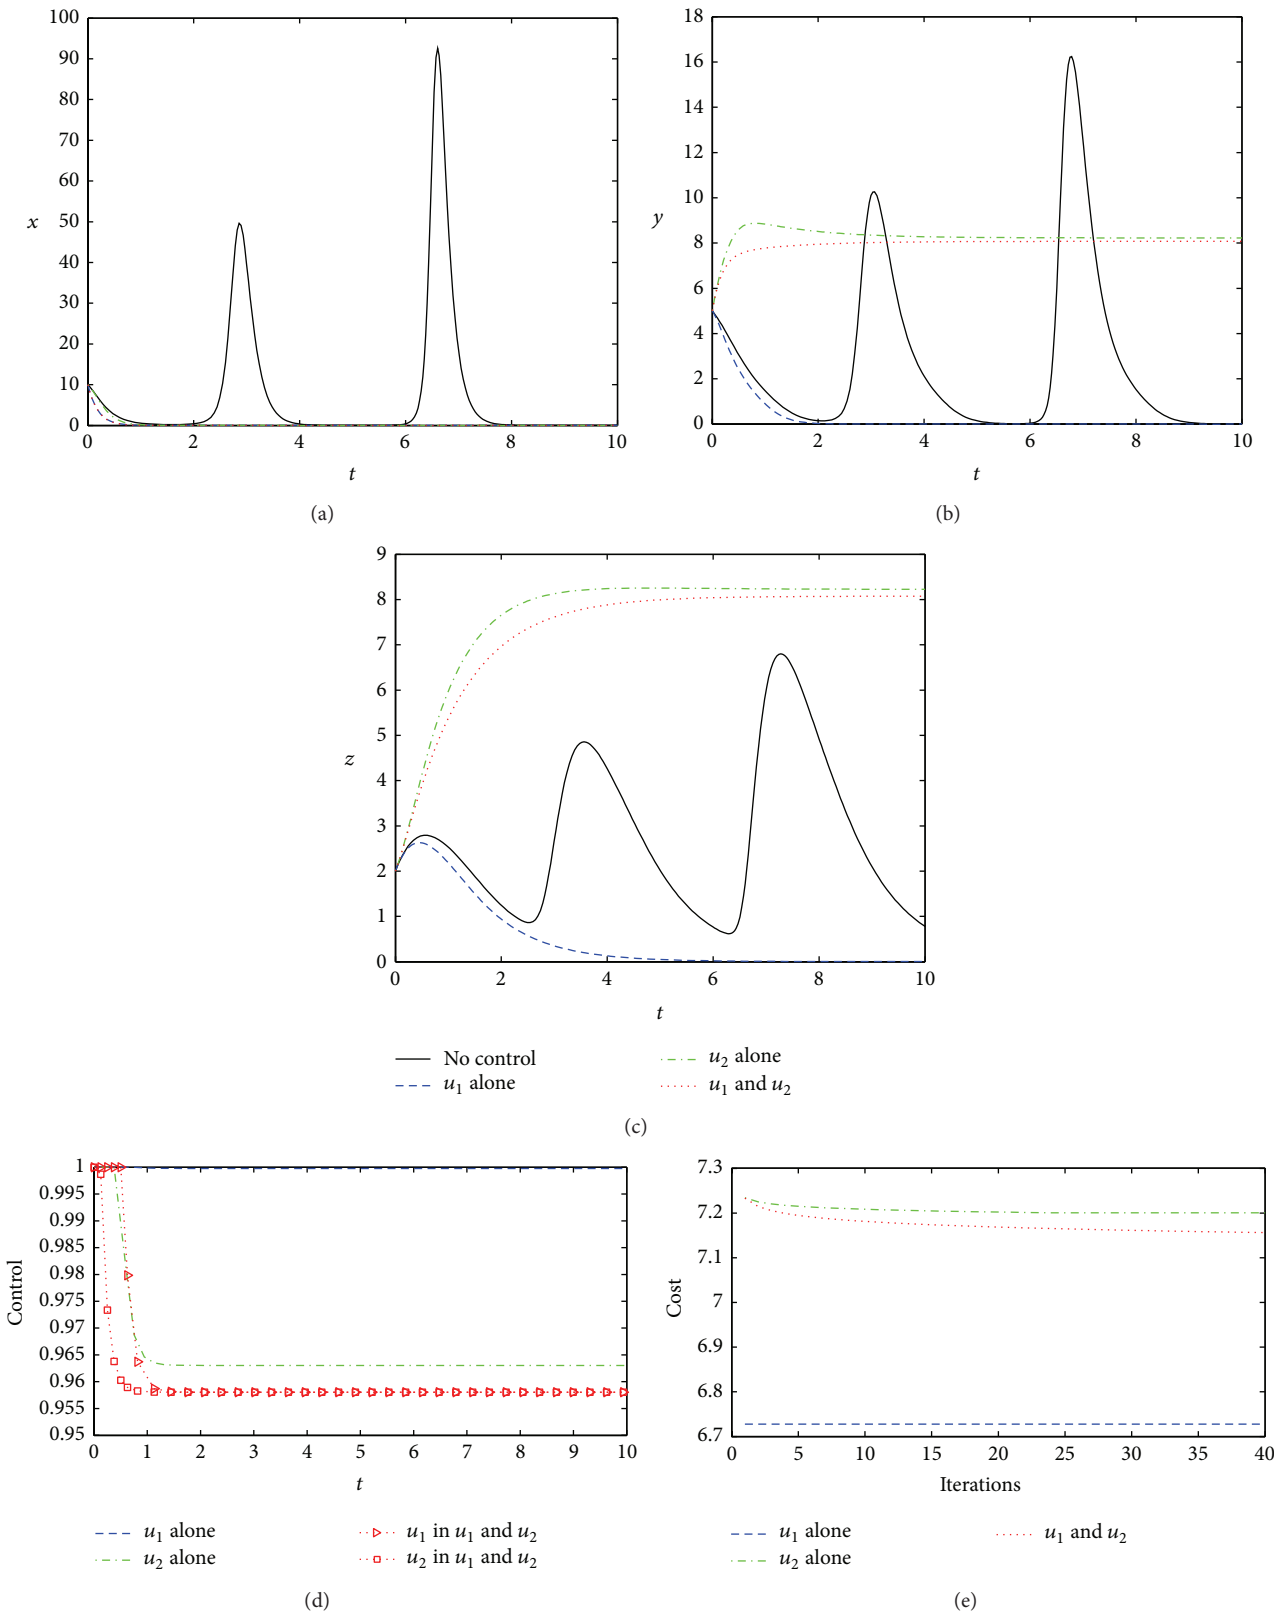 100
90
80
70
60
50
40
30
20
10
0
x
0 2 4 6 8 10
t
(a)
18
16
14
12
10
8
6
4
2
0
y
0 2 4 6 8 10
t
(b)
9
8
7
6
5
4
3
2
1
0
z
0 2 4 6 8 10
t
No control
u1 alone
u2 alone
u1 and u2
(c)
1
0.995
0.99
0.985
0.98
0.975
0.97
0.965
0.96
0.955
0.95
Control
0 1 2 3 4 5 6 7 8 9 10
t
u1 alone
u2 alone
u1 in u1 and u2
u2 in u1 and u2
(d)
7.3
7.2
7.1
7
6.9
6.8
6.7
Cost
0 5 10 15 20 25 30 35 40
Iterations
u1 alone
u2 alone
u1 and u2
(e)